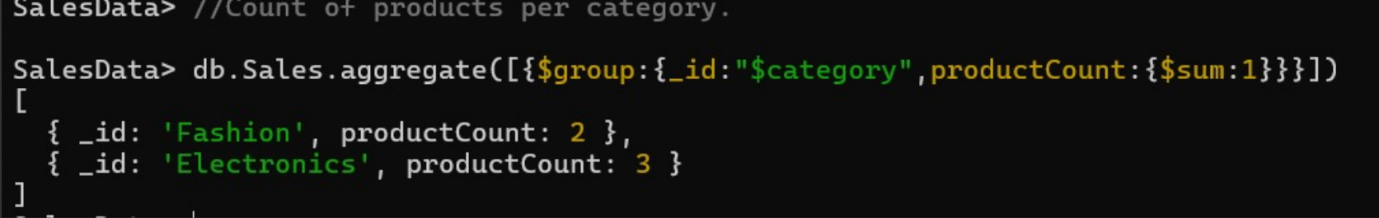 SalesData> //Count of products per category.
SalesData> db.Sales.aggregate([{$group:{_id:"$category",productCount:{$sum:1}}}])
[
  { _id: 'Fashion', productCount: 2 },
  { _id: 'Electronics', productCount: 3 }
]